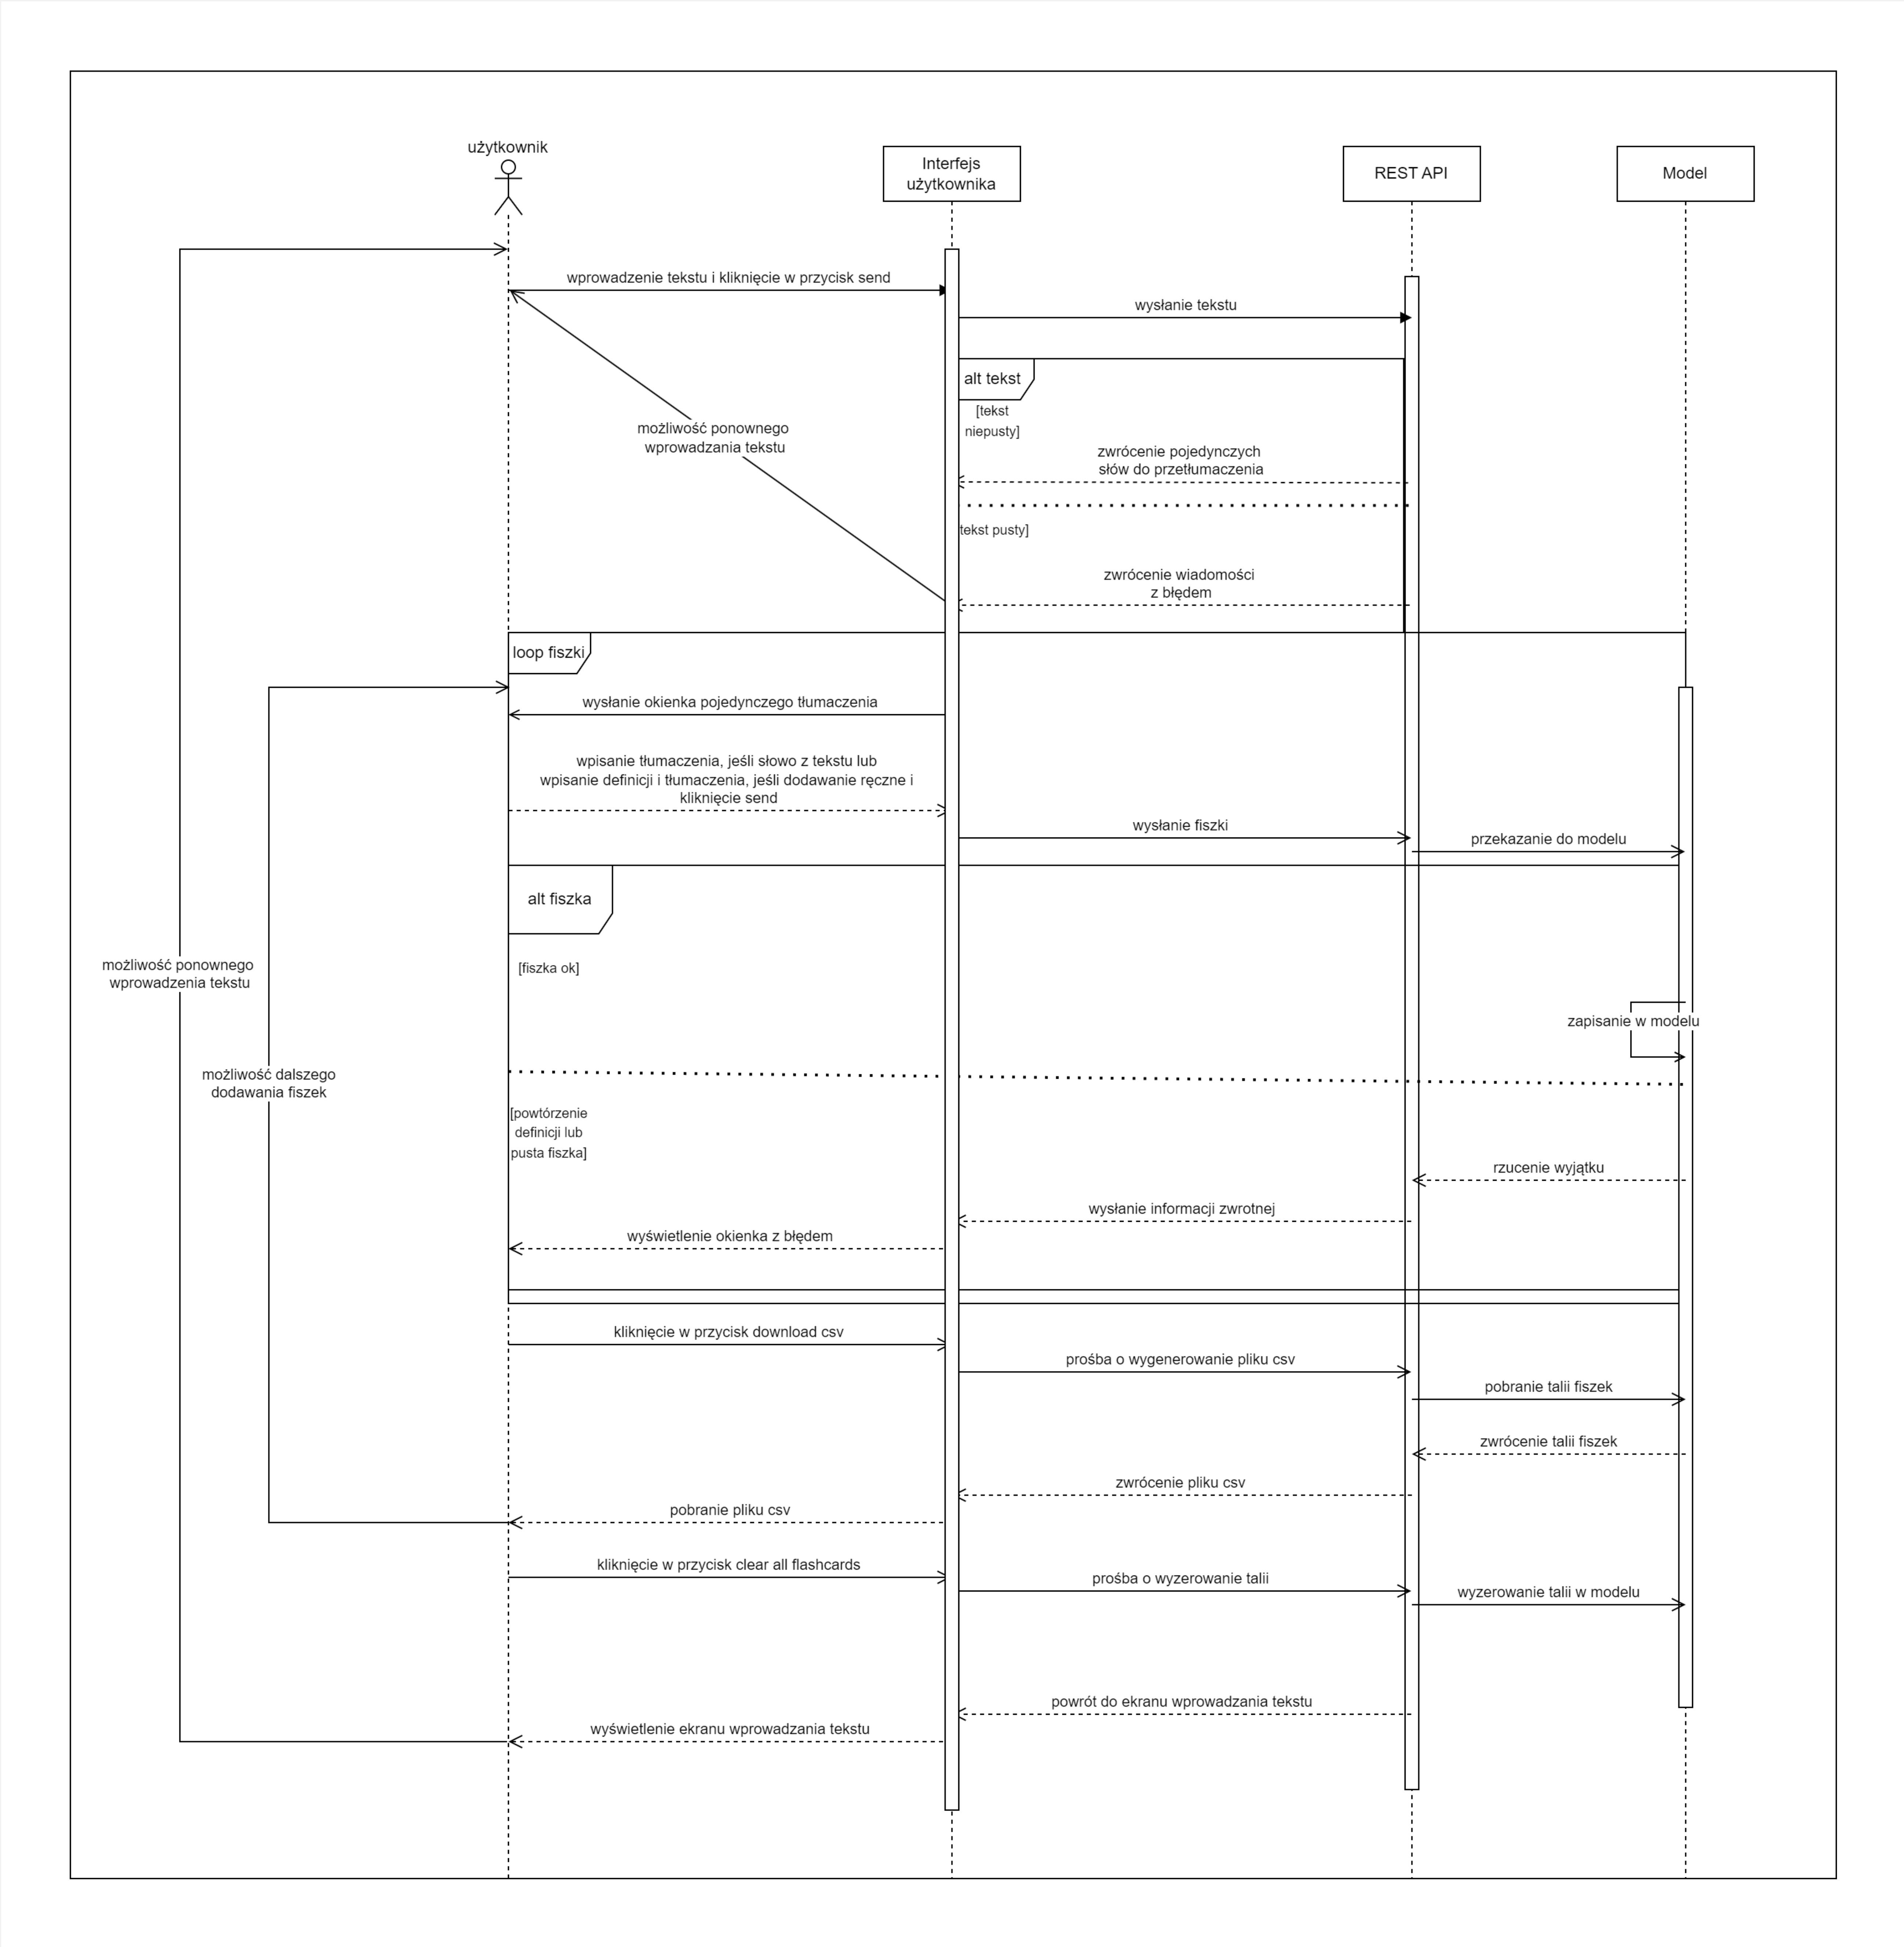 użytkownik
Interfejs
użytkownika
REST API
Model
wprowadzenie tekstu i kliknięcie w przycisk send
wysłanie tekstu
alt tekst
[tekst
niepusty]
możliwość ponownego
wprowadzania tekstu
zwrócenie pojedynczych
słów do przetłumaczenia
tekst pusty]
zwrócenie wiadomości
z błędem
loop fiszki
wysłanie okienka pojedynczego tłumaczenia
wpisanie tłumaczenia, jeśli słowo z tekstu lub
wpisanie definicji i tłumaczenia, jeśli dodawanie ręczne i
kliknięcie send
wysłanie fiszki
przekazanie do modelu
alt fiszka
[fiszka ok]
możliwość ponownego
wprowadzenia tekstu
zapisanie w modelu
możliwość dalszego
dodawania fiszek
[powtórzenie
definicji lub
pusta fiszka]
rzucenie wyjątku
wysłanie informacji zwrotnej
wyświetlenie okienka z błędem
kliknięcie w przycisk download csv
prośba o wygenerowanie pliku csv
pobranie talii fiszek
zwrócenie talii fiszek
zwrócenie pliku csv
pobranie pliku csv
kliknięcie w przycisk clear all flashcards
prośba o wyzerowanie talii
wyzerowanie talii w modelu
powrót do ekranu wprowadzania tekstu
wyświetlenie ekranu wprowadzania tekstu